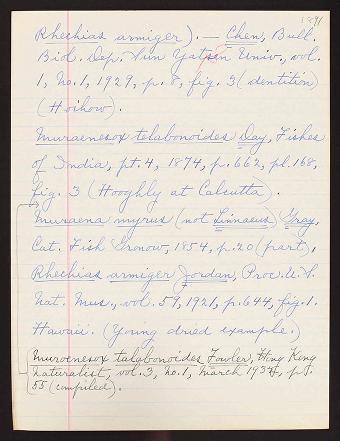 1891
Rhechias armiger). — Chen, Bull.
Biol. Dep. Sun Yatsen Univ., vol.
1, No. 1, 1929, p. 8, fig. 3 (dentition)
(Hoihow).
Muraenesox telabonoides Day, Fishes
of India, pt. 4, 1874, p. 662, pl. 168,
fig. 3 (Hooghly at Calcutta).
Muraena myrus (not Linnaeus) Gray,
Cat. Fish Gronow, 1854, p. 20 (part),
Rhechias armiger Jordan, Proc. U. S.
Nat. Mus., vol. 59, 1921, p. 644, fig. 1.
Hawaii. (Young dried example.)
Muroenesox talabonoides Fowler, Hong Kong
Naturalist, vol. 3, No. 1, March 1932, p.
55 (compiled).